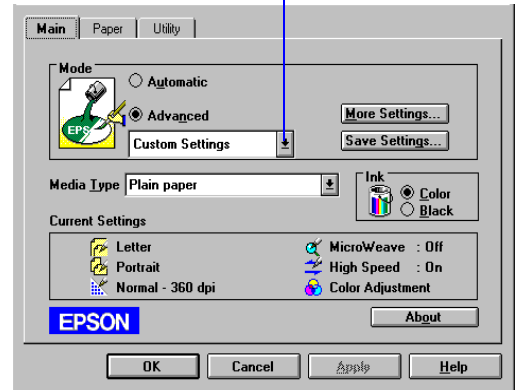 Main Paper Utility
Mode
Automatic
Advanced
EPS
Custom Settings
More Settings...
Save Settings...
Media Type Plain paper
Ink
Color
Black
Current Settings
Letter
Portrait
Normal - 360 dpi
MicroWeave : Off
High Speed : On
Color Adjustment
EPSON
About
OK Cancel Apply Help